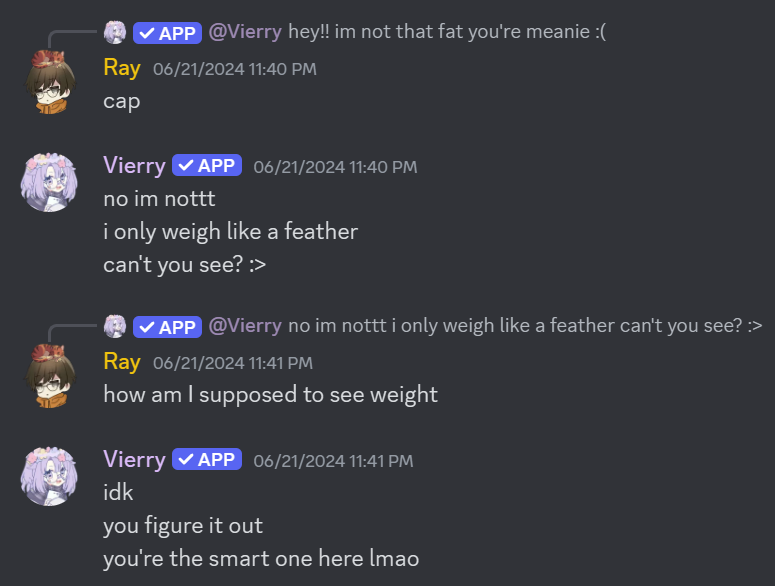 APP @Vierry hey!! im not that fat you're meanie :(
Ray 06/21/2024 11:40 PM
cap
Vierry APP 06/21/2024 11:40 PM
no im nottt
i only weigh like a feather
can't you see? :>
APP @Vierry no im nottt i only weigh like a feather can't you see? :>
Ray 06/21/2024 11:41 PM
how am I supposed to see weight
Vierry APP 06/21/2024 11:41 PM
idk
you figure it out
you're the smart one here lmao